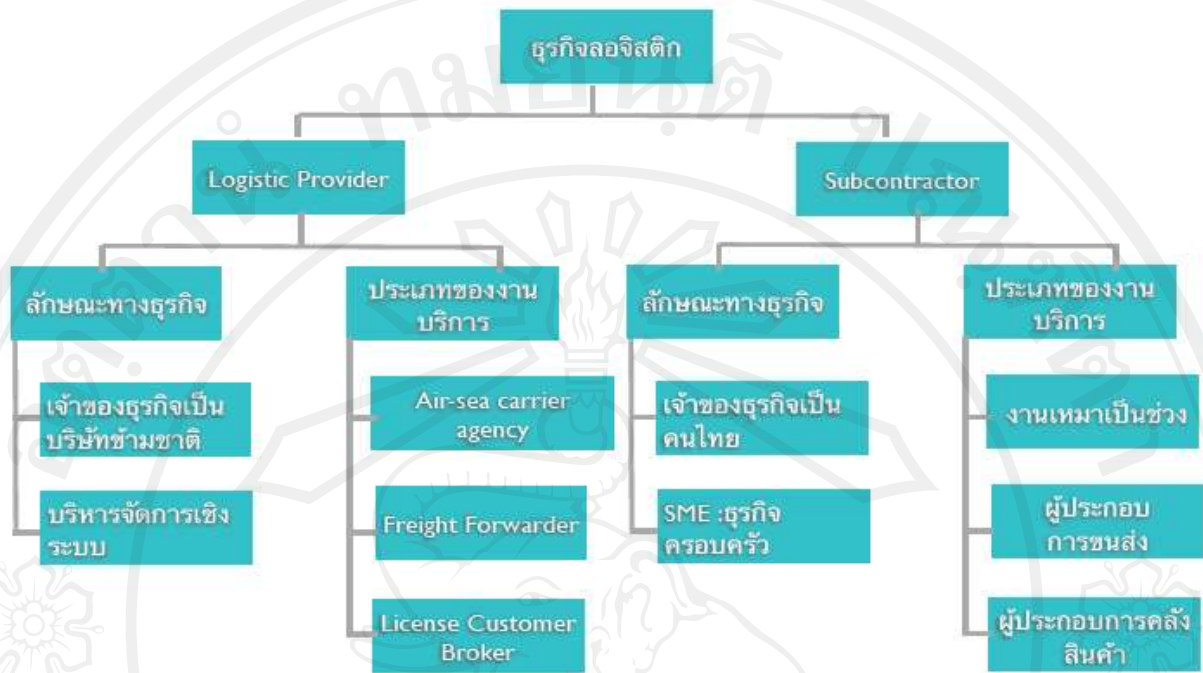 ธุรกิจลอจิสติก
Logistic Provider
Subcontractor
ลักษณะทางธุรกิจ
ประเภทของงาน
บริการ
ลักษณะทางธุรกิจ
ประเภทของงาน
บริการ
เจ้าของธุรกิจเป็น
บริษัทข้ามชาติ
บริหารจัดการเชิง
ระบบ
Air-sea carrier
agency
Freight Forwarder
License Customer
Broker
เจ้าของธุรกิจเป็น
คนไทย
SME :ธุรกิจ
ครอบครัว
งานเหมาเป็นช่วง
ผู้ประกอบ
การขนส่ง
ผู้ประกอบการคลัง
สินค้า